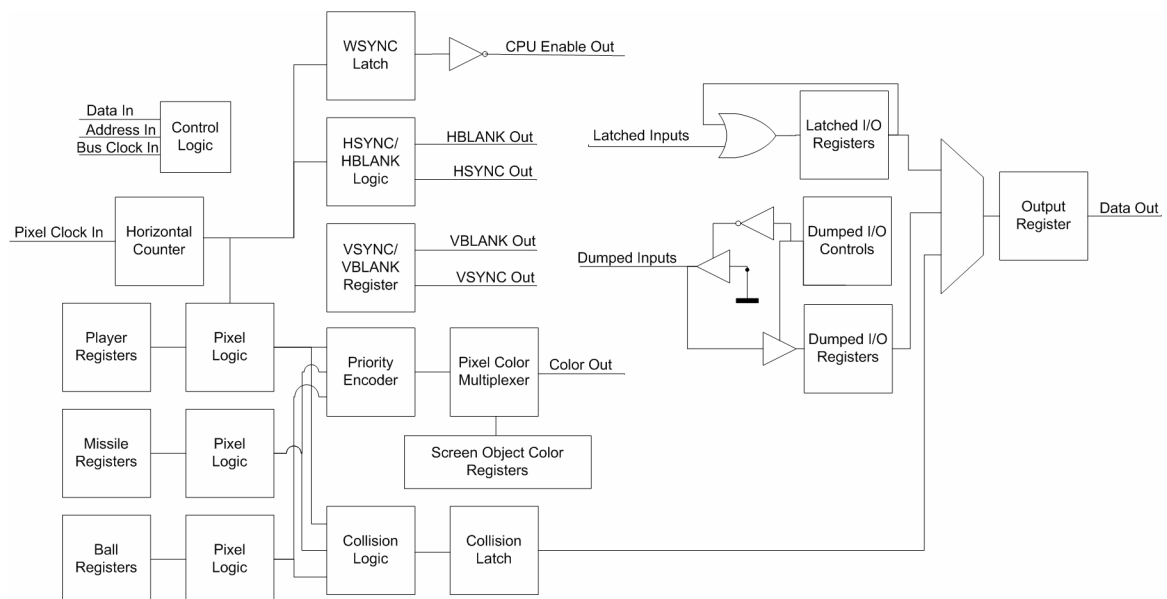 WSYNC
Latch
CPU Enable Out
Data In
Address In
Bus Clock In
Control
Logic
HSYNC/
HBLANK
Logic
HBLANK Out
HSYNC Out
Pixel Clock In
Horizontal
Counter
VSYNC/
VBLANK
Register
VBLANK Out
VSYNC Out
Player
Registers
Pixel
Logic
Priority
Encoder
Pixel Color
Multiplexer
Color Out
Missile
Registers
Pixel
Logic
Screen Object Color
Registers
Ball
Registers
Pixel
Logic
Collision
Logic
Collision
Latch
Latched Inputs
Latched I/O
Registers
Dumped Inputs
Dumped I/O
Controls
Dumped I/O
Registers
Output
Register
Data Out